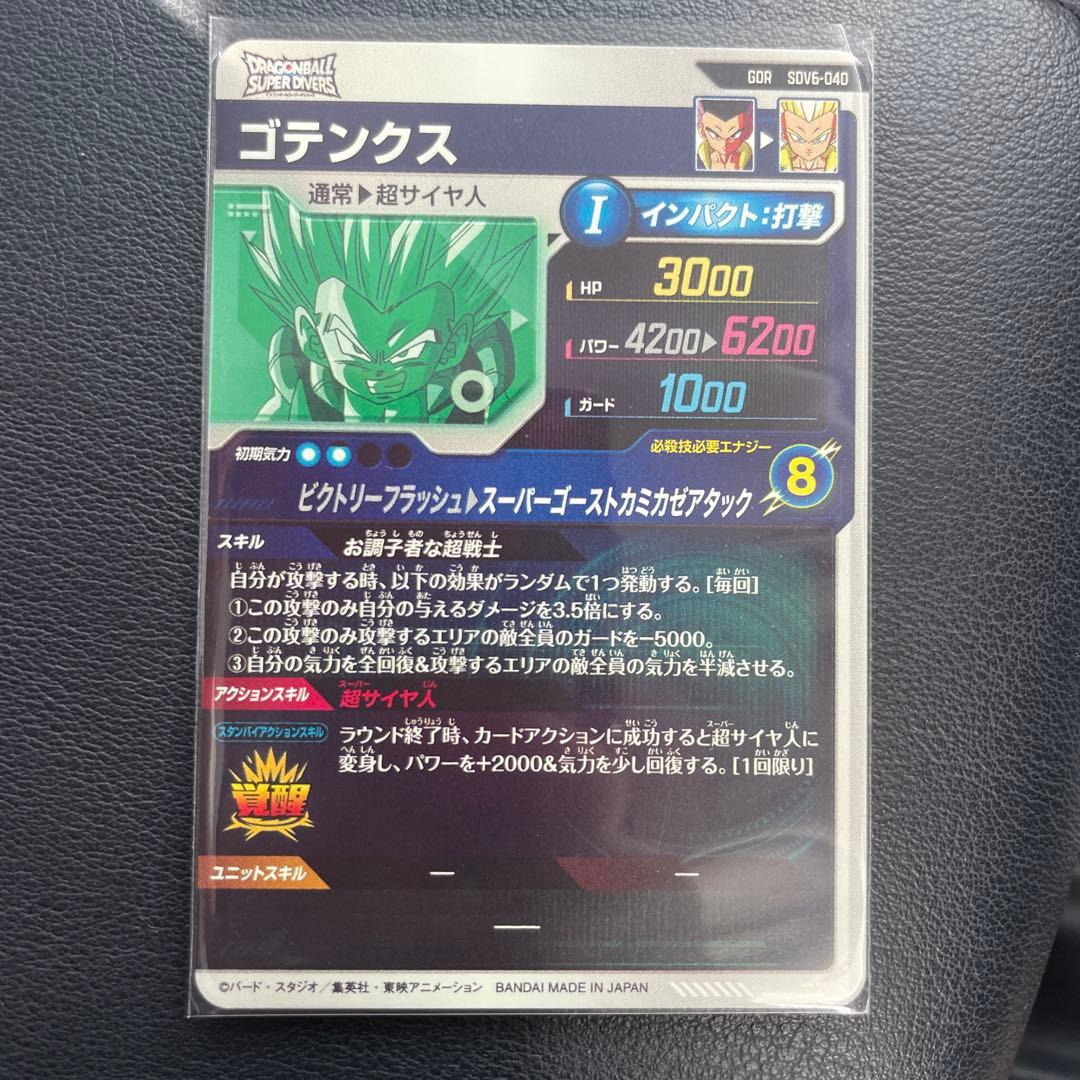 DRAGONBALL
SUPER DIVERS
GDR SDV6-040
ゴテンクス
通常▶超サイヤ人
I インパクト:打撃
HP 3000
パワー 4200▶6200
ガード 1000
初期気力
必殺技必要エナジー
8
ビクトリーフラッシュ▶スーパーゴーストカミカゼアタック
スキル お調子者な超戦士
自分が攻撃する時、以下の効果がランダムで1つ発動する。[毎回]
①この攻撃のみ自分の与えるダメージを3.5倍にする。
②この攻撃のみ攻撃するエリアの敵全員のガードを-5000。
③自分の気力を全回復&攻撃するエリアの敵全員の気力を半減させる。
アクションスキル 超サイヤ人
スタンバイアクションスキル
ラウンド終了時、カードアクションに成功すると超サイヤ人に
変身し、パワーを+2000&気力を少し回復する。[1回限り]
覚醒
ユニットスキル ー ー
ー
©バード・スタジオ/集英社・東映アニメーション BANDAI MADE IN JAPAN